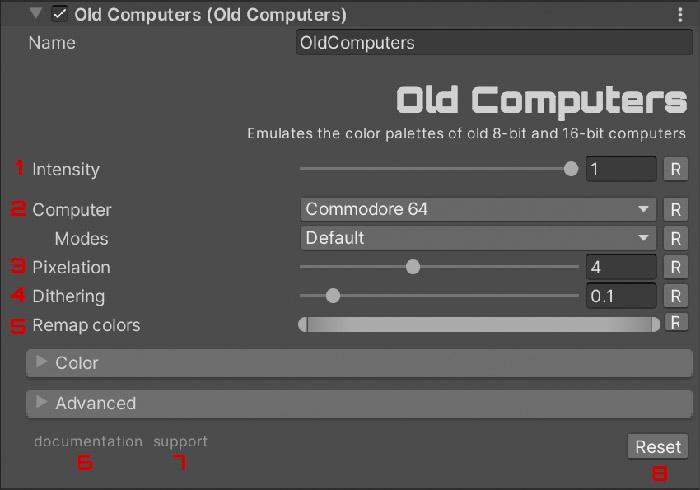 Old Computers (Old Computers)
Name OldComputers
Old Computers
Emulates the color palettes of old 8-bit and 16-bit computers
1 Intensity 1 R
2 Computer Commodore 64 R
Modes Default R
3 Pixelation 4 R
4 Dithering 0.1 R
5 Remap colors R
Color
Advanced
documentation support Reset
6 7 8